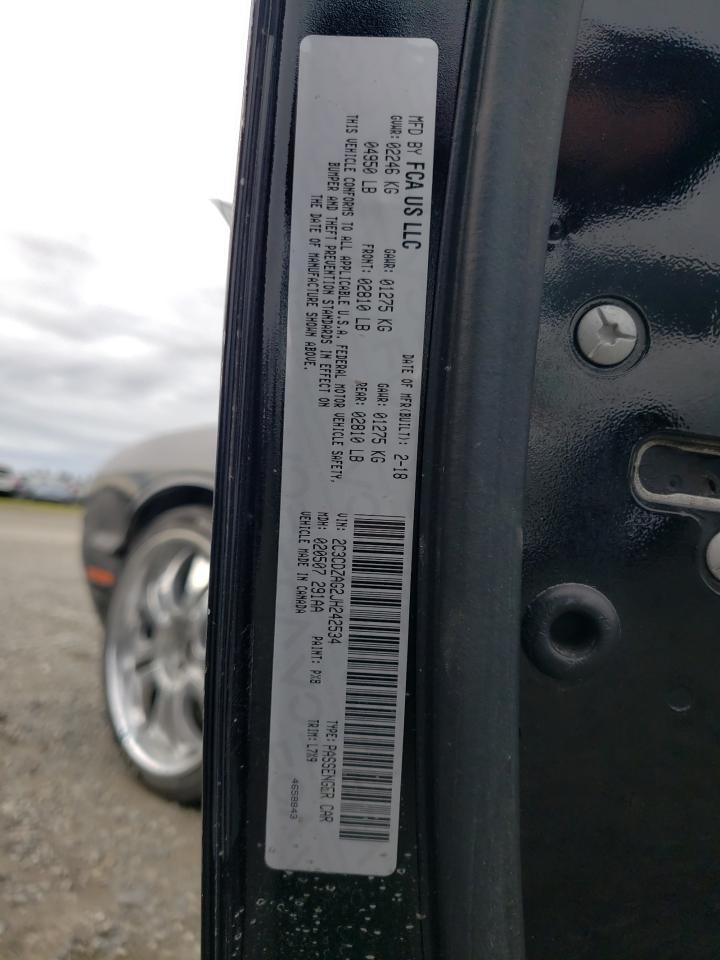 MFD BY FCA US LLC
DATE OF MFR(BUILT): 2-18
GVWR: 02246 KG GAWR: 01275 KG GAWR: 01275 KG
04950 LB FRONT: 02810 LB REAR: 02810 LB
THIS VEHICLE CONFORMS TO ALL APPLICABLE U.S.A. FEDERAL MOTOR VEHICLE SAFETY,
BUMPER AND THEFT PREVENTION STANDARDS IN EFFECT ON
THE DATE OF MANUFACTURE SHOWN ABOVE.
VIN: 2C3CDZAG2JH242534 TYPE: PASSENGER CAR
MDH: 020507 291AA PAINT: PXB TRIM: L7X9
VEHICLE MADE IN CANADA
4658843